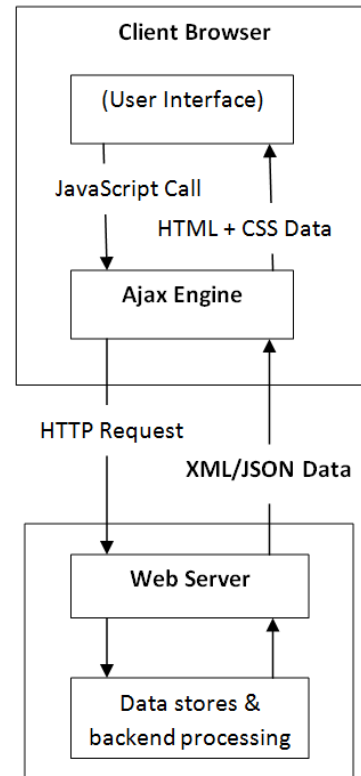 Client Browser
(User Interface)
JavaScript Call
HTML + CSS Data
Ajax Engine
HTTP Request
XML/JSON Data
Web Server
Data stores &
backend processing